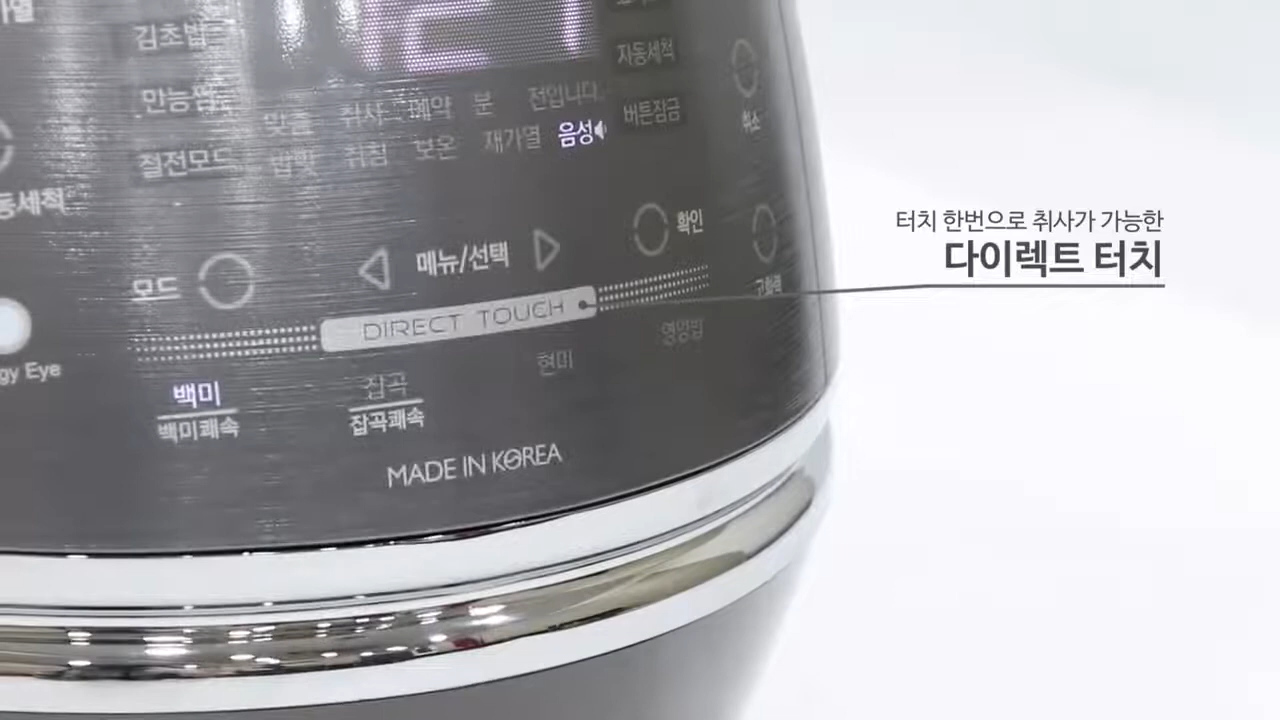 김초밥
자동세척
만능찜
취사 예약 분 전입니다.
버튼잠금
맞춤
밥맛 취침 보온 재가열 음성
취소
절전모드
동세척
확인
메뉴/선택
모드
고화력
터치 한번으로 취사가 가능한
다이렉트 터치
DIRECT TOUCH
영양밥
현미
gy Eye
백미
잡곡
백미쾌속
잡곡쾌속
MADE IN KOREA